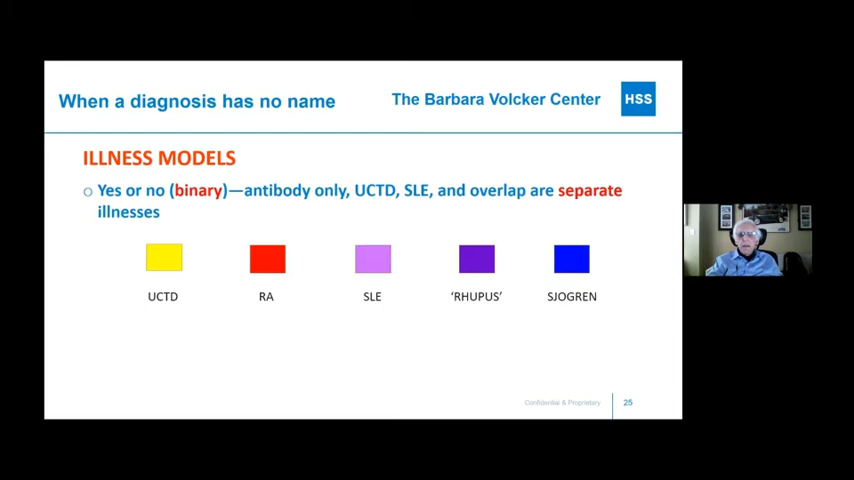 When a diagnosis has no name
The Barbara Volcker Center
HSS
ILLNESS MODELS
o Yes or no (binary)—antibody only, UCTD, SLE, and overlap are separate
illnesses
UCTD
RA
SLE
‘RHUPUS’
SJOGREN
Confidential & Proprietary
25